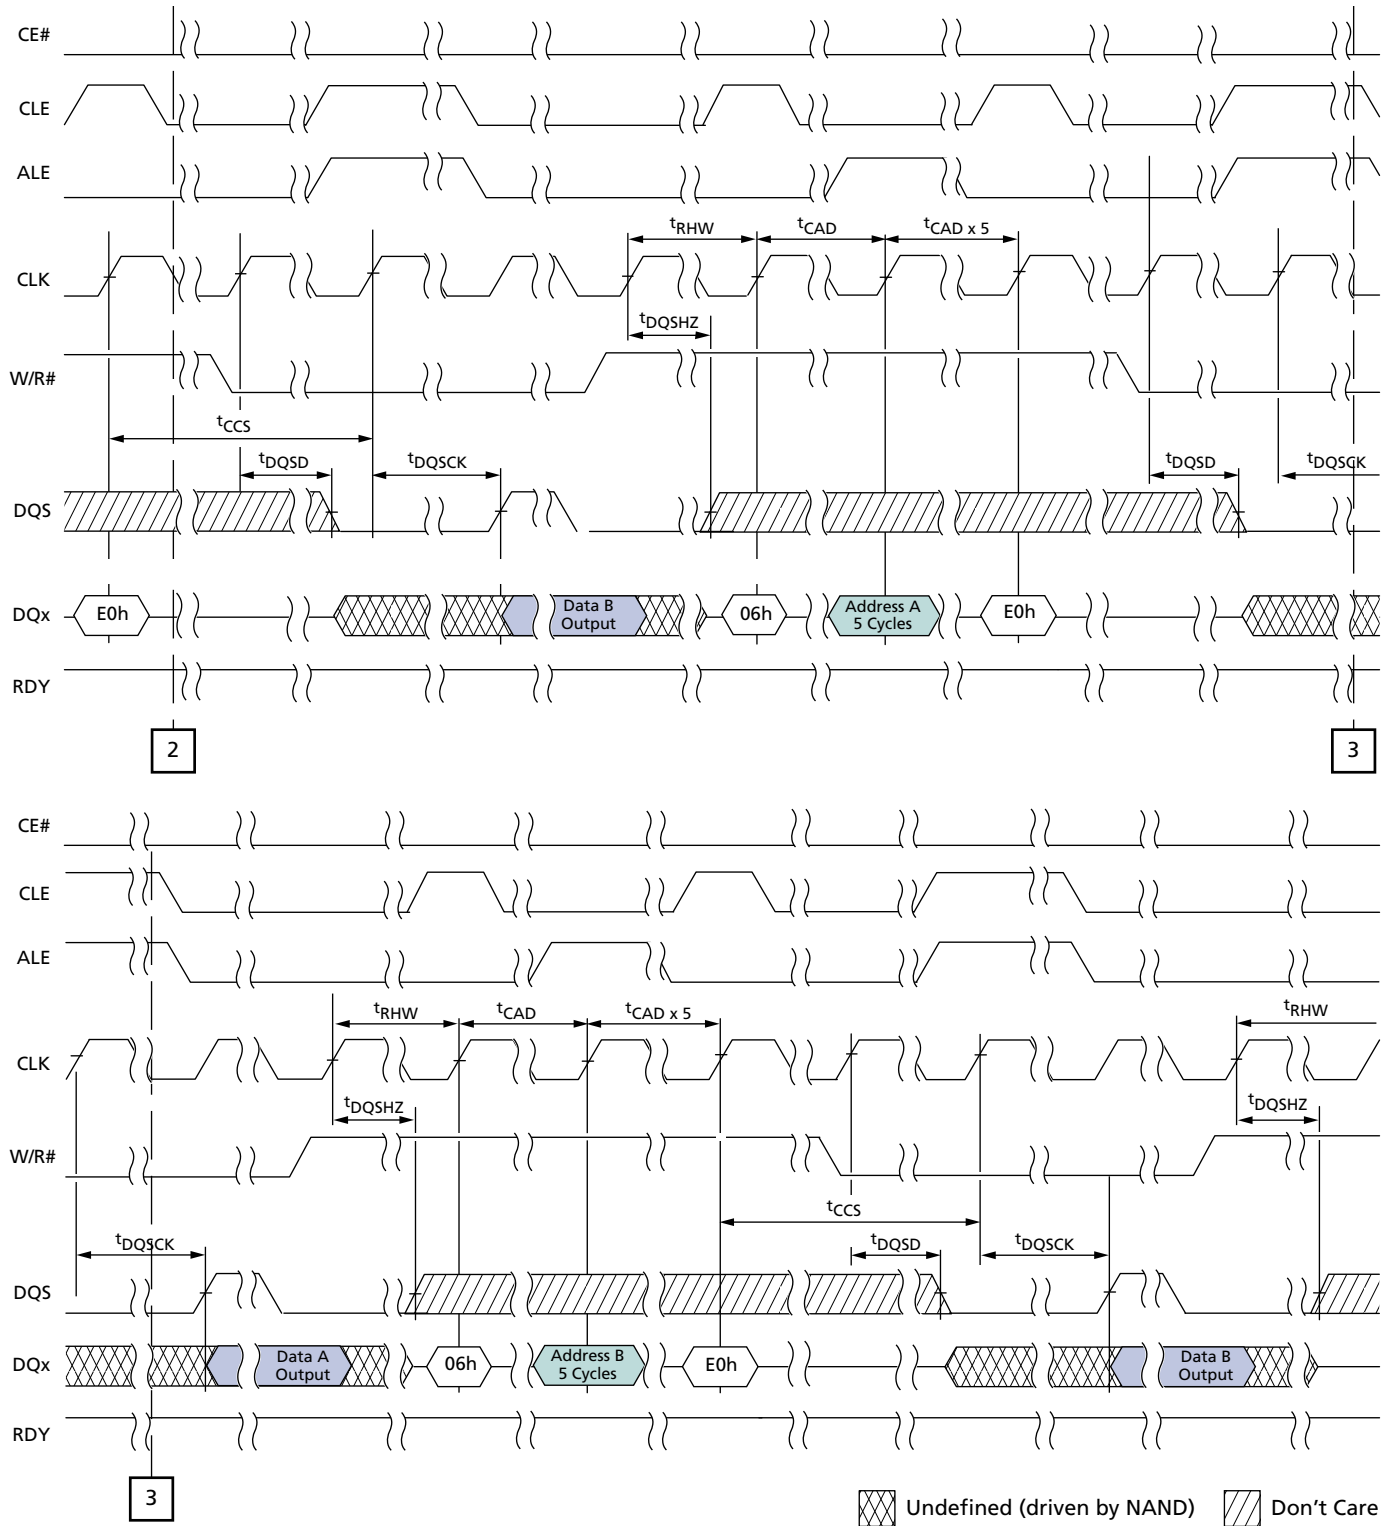 CE#
CLE
ALE
tRHW
tCAD
tCAD x 5
CLK
tDQSHZ
W/R#
tCCS
tDQSD
tDQSCK
tDQSD
tDQSCK
DQS
DQx
E0h
Data B
Output
06h
Address A
5 Cycles
E0h
RDY
2
3
CE#
CLE
ALE
tRHW
tCAD
tCAD x 5
tRHW
CLK
tDQSHZ
tDQSHZ
W/R#
tCCS
tDQSCK
tDQSD
tDQSCK
DQS
DQx
Data A
Output
06h
Address B
5 Cycles
E0h
Data B
Output
RDY
3
Undefined (driven by NAND)
Don't Care